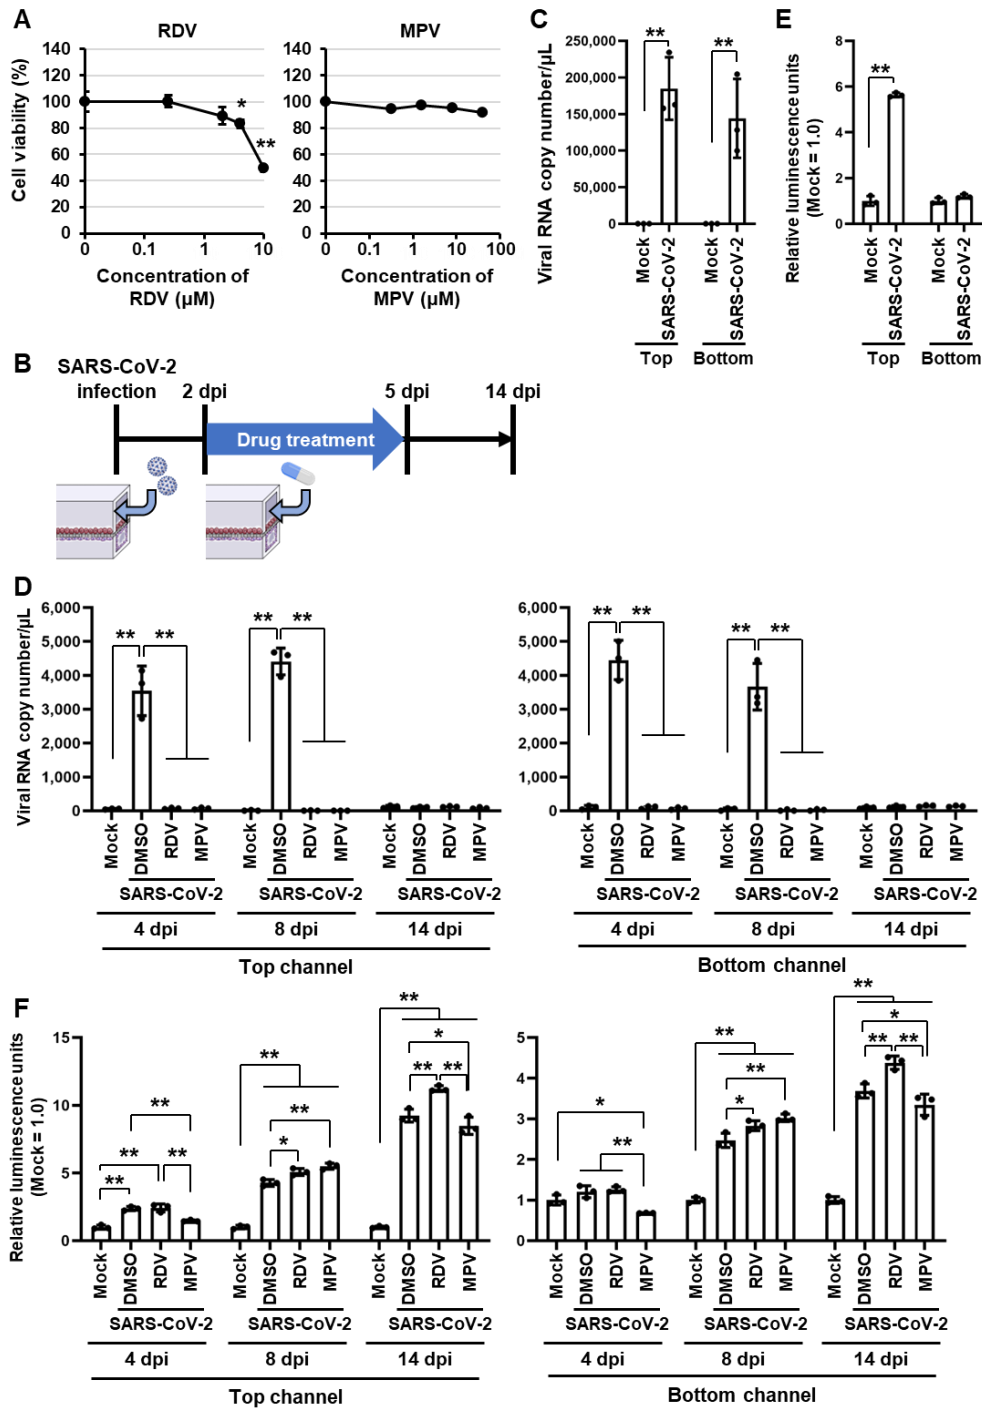 A
RDV
MPV
Cell viability (%)
140
120
100
80
60
40
20
0
0
0.1
1
10
Concentration of
RDV (μM)
140
120
100
80
60
40
20
0
0
0.1
1
10
100
Concentration of
MPV (μM)
*
**
C
Viral RNA copy number/μL
250,000
200,000
150,000
100,000
50,000
0
**
**
Mock
SARS-CoV-2
Mock
SARS-CoV-2
Top
Bottom
E
Relative luminescence units
(Mock = 1.0)
8
6
4
2
0
**
Mock
SARS-CoV-2
Mock
SARS-CoV-2
Top
Bottom
B
SARS-CoV-2
infection
2 dpi
5 dpi
14 dpi
Drug treatment
D
Viral RNA copy number/μL
6,000
5,000
4,000
3,000
2,000
1,000
0
**
**
**
**
Mock
DMSO
RDV
MPV
Mock
DMSO
RDV
MPV
Mock
DMSO
RDV
MPV
SARS-CoV-2
SARS-CoV-2
SARS-CoV-2
4 dpi
8 dpi
14 dpi
Top channel
6,000
5,000
4,000
3,000
2,000
1,000
0
**
**
**
**
Mock
DMSO
RDV
MPV
Mock
DMSO
RDV
MPV
Mock
DMSO
RDV
MPV
SARS-CoV-2
SARS-CoV-2
SARS-CoV-2
4 dpi
8 dpi
14 dpi
Bottom channel
F
Relative luminescence units
(Mock = 1.0)
15
10
5
0
**
**
**
**
**
**
*
**
*
**
**
Mock
DMSO
RDV
MPV
Mock
DMSO
RDV
MPV
Mock
DMSO
RDV
MPV
SARS-CoV-2
SARS-CoV-2
SARS-CoV-2
4 dpi
8 dpi
14 dpi
Top channel
5
4
3
2
1
0
*
**
**
**
*
**
*
**
**
Mock
DMSO
RDV
MPV
Mock
DMSO
RDV
MPV
Mock
DMSO
RDV
MPV
SARS-CoV-2
SARS-CoV-2
SARS-CoV-2
4 dpi
8 dpi
14 dpi
Bottom channel